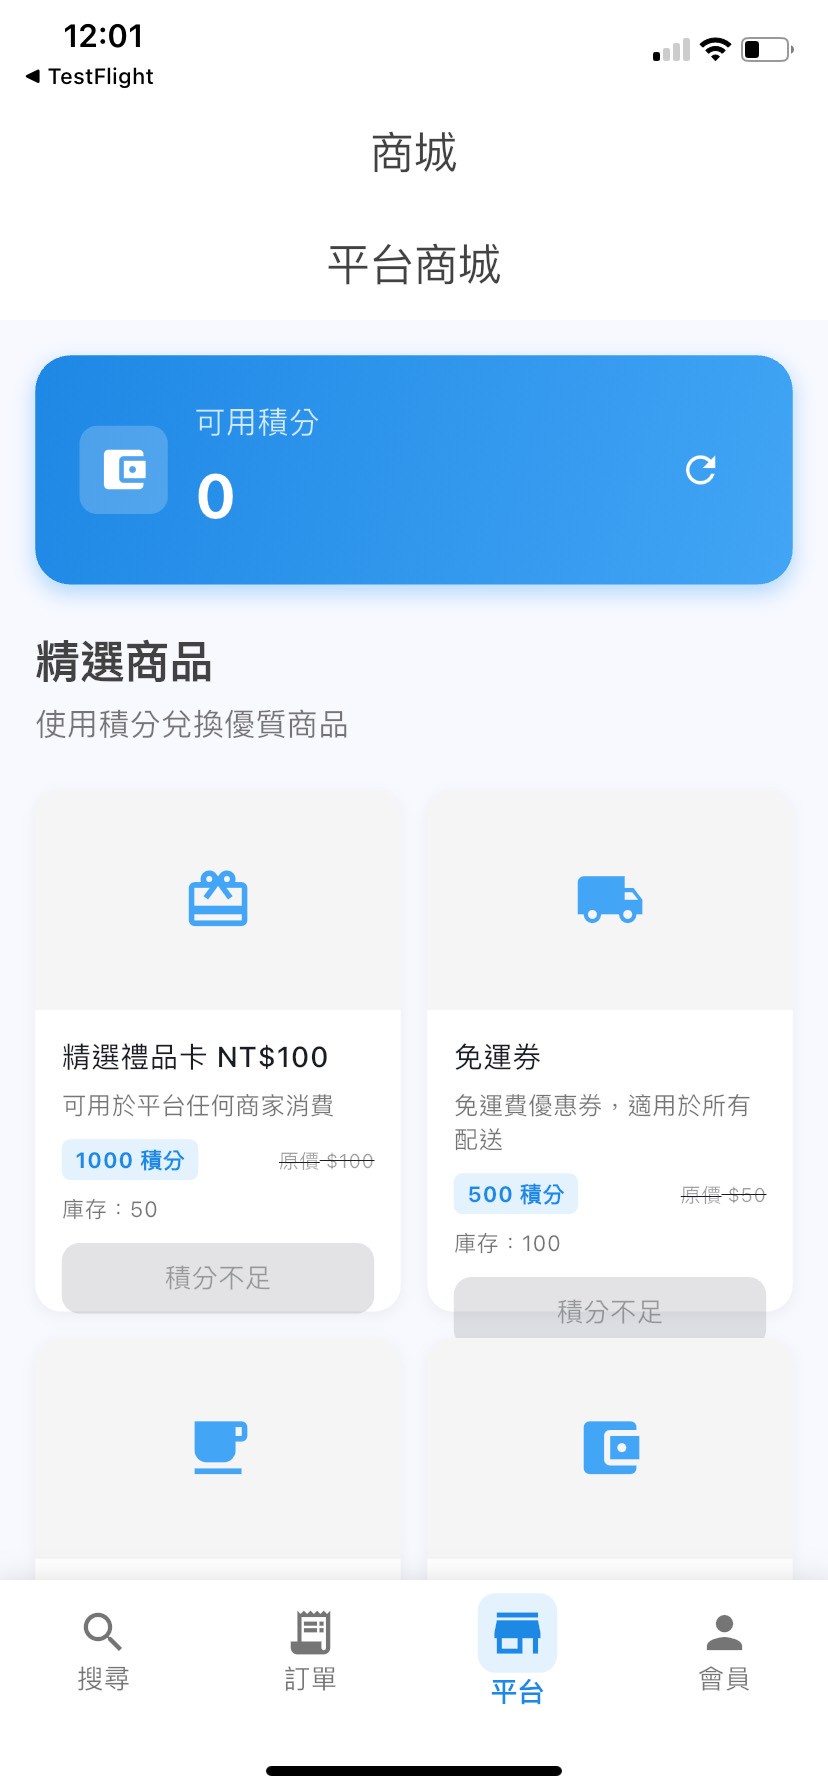 12:01
◀ TestFlight
商城
平台商城
可用積分
0
精選商品
使用積分兌換優質商品
精選禮品卡 NT$100
可用於平台任何商家消費
1000 積分
原價 $100
庫存：50
積分不足
免運券
免運費優惠券，適用於所有
配送
500 積分
原價 $50
庫存：100
積分不足
搜尋
訂單
平台
會員